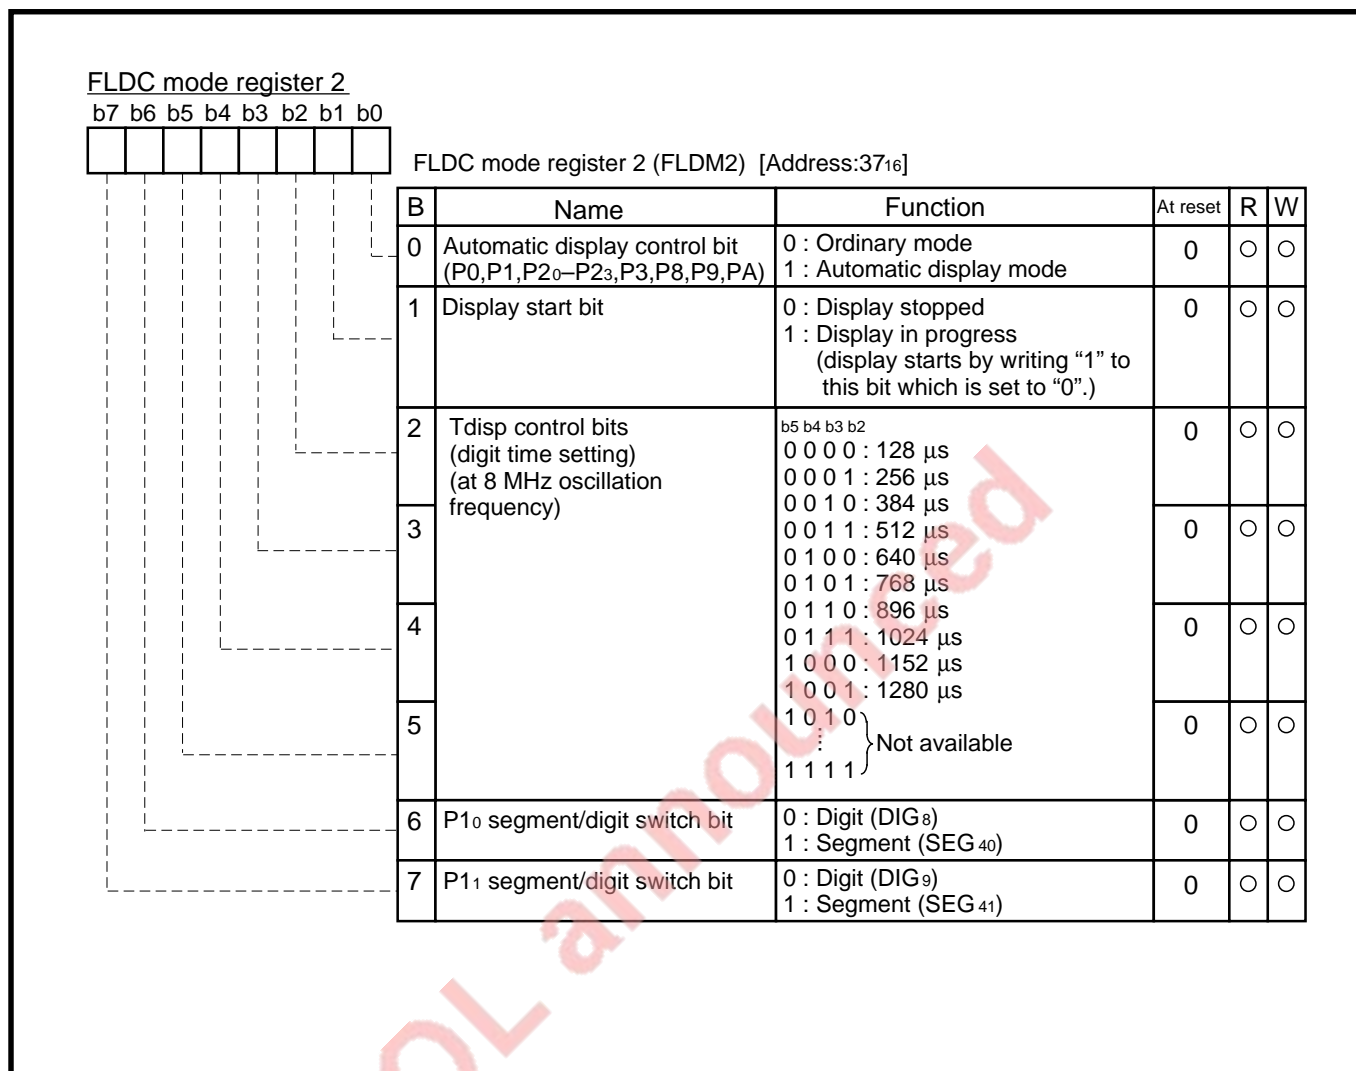 FLDC mode register 2
b7 b6 b5 b4 b3 b2 b1 b0
FLDC mode register 2 (FLDM2) [Address:3716]
B Name Function At reset R W
0 Automatic display control bit 0 : Ordinary mode 0 ○ ○
(P0,P1,P20–P23,P3,P8,P9,PA) 1 : Automatic display mode
1 Display start bit 0 : Display stopped 0 ○ ○
1 : Display in progress
(display starts by writing “1” to
this bit which is set to “0”.)
2 Tdisp control bits b5 b4 b3 b2 0 ○ ○
(digit time setting) 0 0 0 0 : 128 µs
(at 8 MHz oscillation 0 0 0 1 : 256 µs
frequency) 0 0 1 0 : 384 µs
3 0 0 1 1 : 512 µs 0 ○ ○
0 1 0 0 : 640 µs
0 1 0 1 : 768 µs
0 1 1 0 : 896 µs
4 0 1 1 1 : 1024 µs 0 ○ ○
1 0 0 0 : 1152 µs
1 0 0 1 : 1280 µs
5 1 0 1 0 0 ○ ○
Not available
1 1 1 1
6 P10 segment/digit switch bit 0 : Digit (DIG8) 0 ○ ○
1 : Segment (SEG40)
7 P11 segment/digit switch bit 0 : Digit (DIG9) 0 ○ ○
1 : Segment (SEG41)
announced